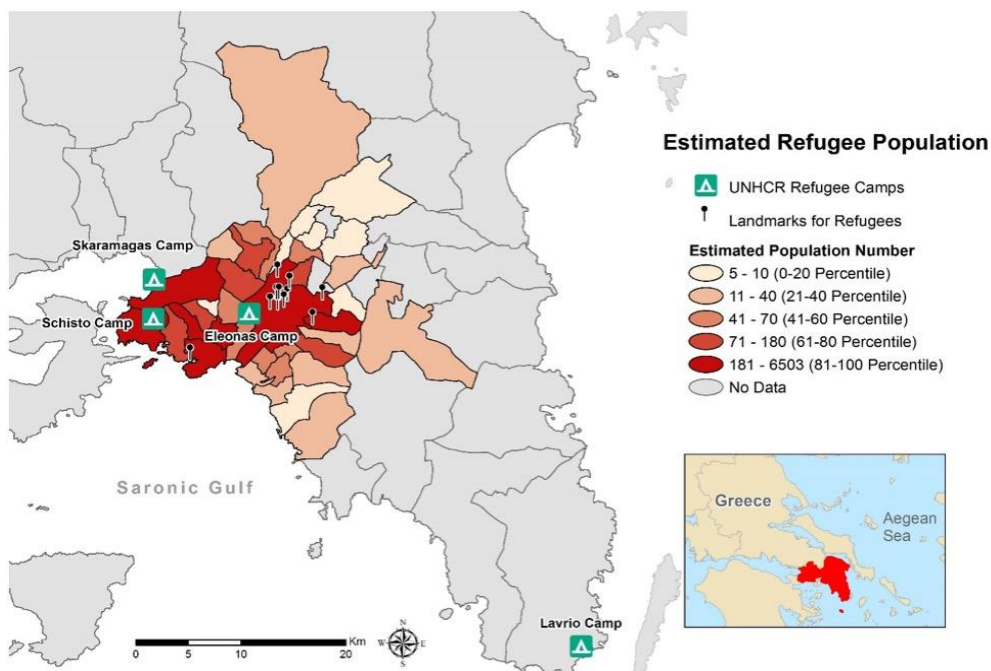 Skaramagas Camp
Schisto Camp
Eleonas Camp
Saronic Gulf
Lavrio Camp
Km
0 5 10 20
N
W E
S
Estimated Refugee Population
UNHCR Refugee Camps
Landmarks for Refugees
Estimated Population Number
5 - 10 (0-20 Percentile)
11 - 40 (21-40 Percentile)
41 - 70 (41-60 Percentile)
71 - 180 (61-80 Percentile)
181 - 6503 (81-100 Percentile)
No Data
Greece
Aegean
Sea